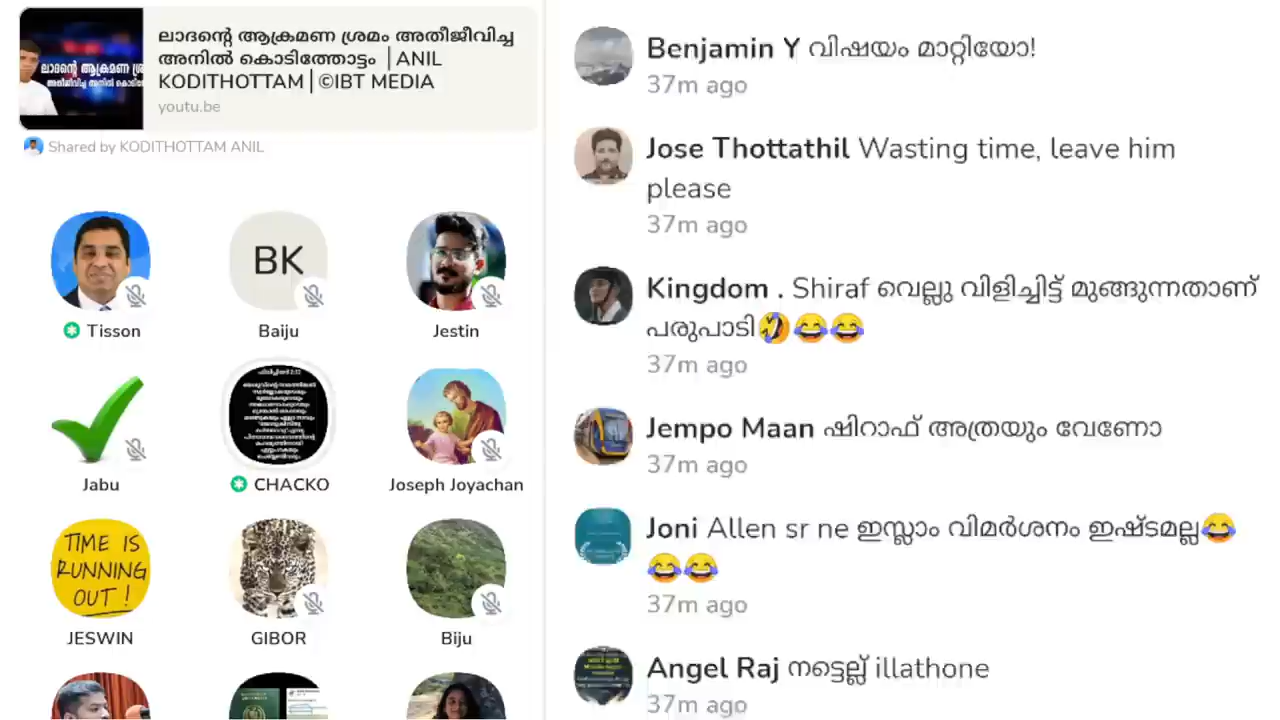 ലാദന്റെ ആക്രമണ ശ്രമം അതീജീവിച്ച
അനിൽ കൊടിത്തോട്ടം |ANIL
KODITHOTTAM|©IBT MEDIA
youtu.be
ലാദന്റെ ആക്രമണ ശ്ര
Shared by KODITHOTTAM ANIL
BK
Tisson
Baiju
Jestin
Jabu
CHACKO
Joseph Joyachan
TIME IS
RUNNING
OUT !
JESWIN
GIBOR
Biju
Benjamin Y വിഷയം മാറ്റിയോ!
37m ago
Jose Thottathil Wasting time, leave him
please
37m ago
Kingdom . Shiraf വെല്ലു വിളിച്ചിട്ട് മുങ്ങുന്നതാണ്
പരുപാടി🤣😂😂
37m ago
Jempo Maan ഷിറാഫ് അത്രയും വേണോ
37m ago
Joni Allen sr ne ഇസ്ലാം വിമർശനം ഇഷ്ടമല്ല😂
😂😂
37m ago
Angel Raj നട്ടെല്ല് illathone
37m ago